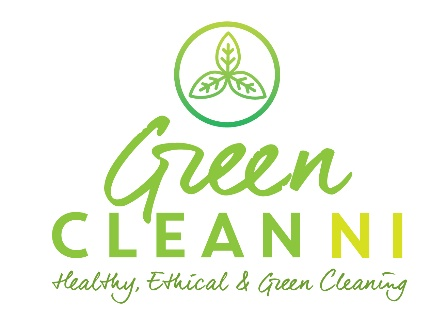 Green
CLEAN NI
Healthy, Ethical & Green Cleaning